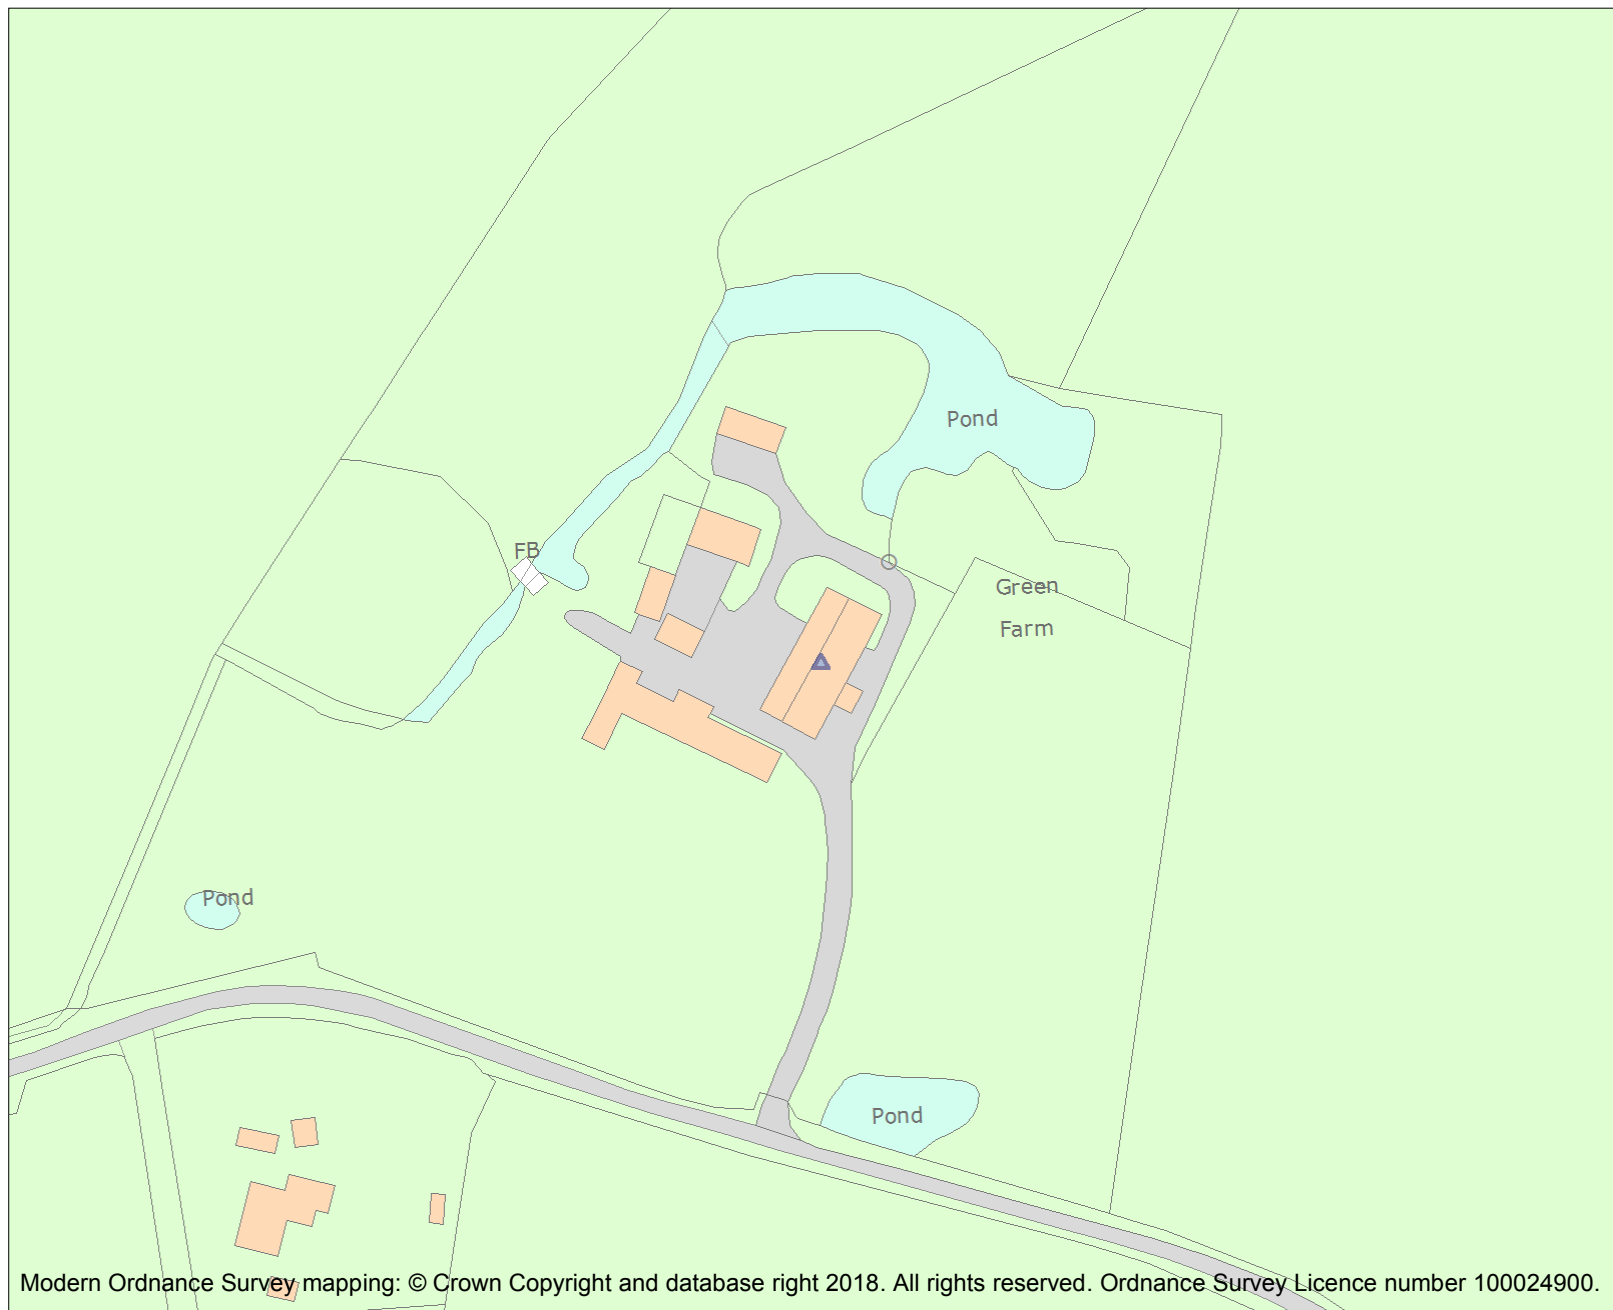 Pond
FB
Green
Farm
Pond
Pond
Modern Ordnance Survey mapping: © Crown Copyright and database right 2018. All rights reserved. Ordnance Survey Licence number 100024900.